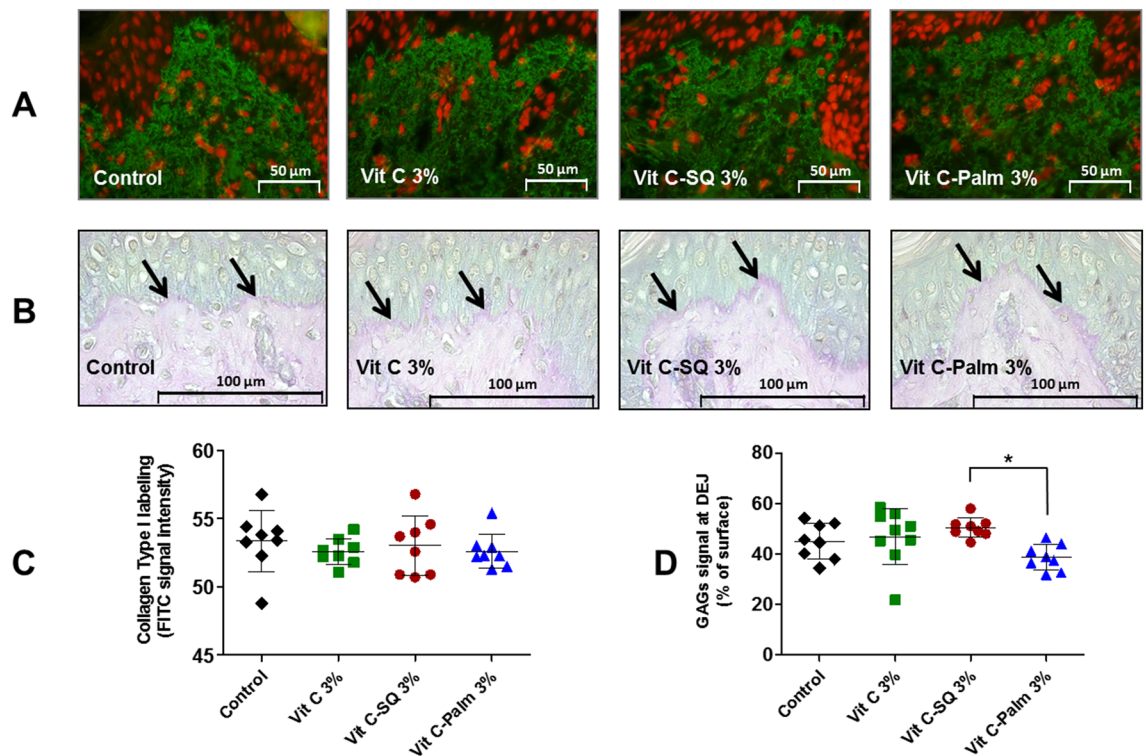 A
Control
50 µm
Vit C 3%
50 µm
Vit C-SQ 3%
50 µm
Vit C-Palm 3%
50 µm
B
Control
100 µm
Vit C 3%
100 µm
Vit C-SQ 3%
100 µm
Vit C-Palm 3%
100 µm
C
Collagen Type I labeling
(FITC signal intensity)
60
55
50
45
Control
Vit C 3%
Vit C-SQ 3%
Vit C-Palm 3%
D
GAGs signal at DEJ
(% of surface)
80
60
40
20
0
*
Control
Vit C 3%
Vit C-SQ 3%
Vit C-Palm 3%